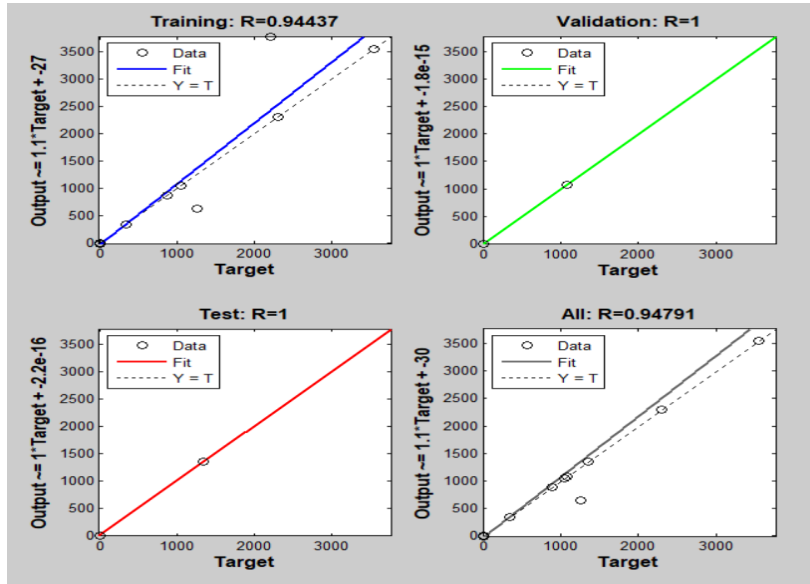 Training: R=0.94437
Output ~= 1.1*Target + -27
3500
3000
2500
2000
1500
1000
500
0
Data
Fit
Y = T
0
1000
2000
3000
Target
Validation: R=1
Output ~= 1*Target + -1.8e-15
3500
3000
2500
2000
1500
1000
500
0
Data
Fit
Y = T
0
1000
2000
3000
Target
Test: R=1
Output ~= 1*Target + -2.2e-16
3500
3000
2500
2000
1500
1000
500
0
Data
Fit
Y = T
0
1000
2000
3000
Target
All: R=0.94791
Output ~= 1.1*Target + -30
3500
3000
2500
2000
1500
1000
500
0
Data
Fit
Y = T
0
1000
2000
3000
Target